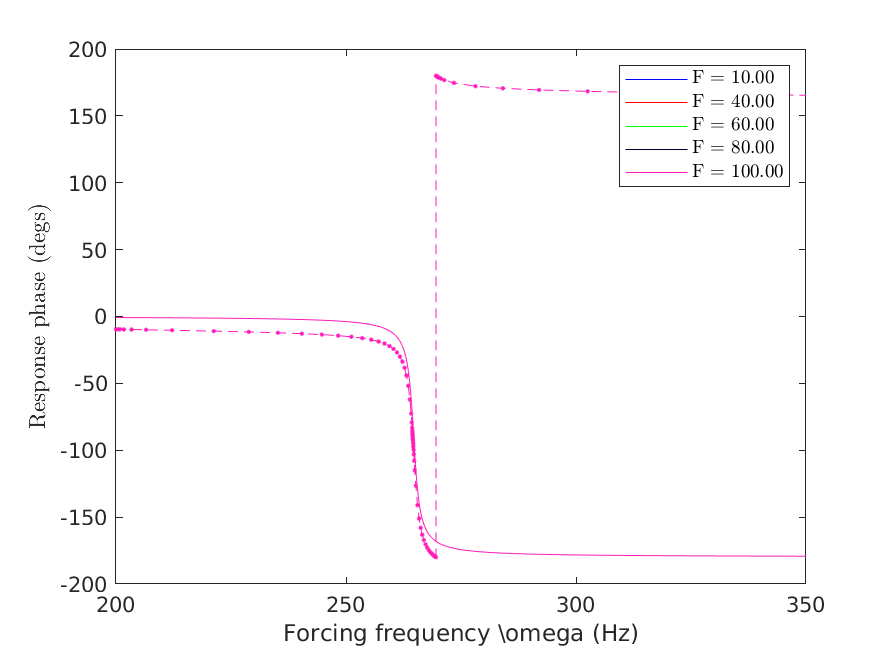 200
150
100
50
0
-50
-100
-150
-200
200
250
300
350
Response phase (degs)
Forcing frequency \omega (Hz)
F = 10.00
F = 40.00
F = 60.00
F = 80.00
F = 100.00